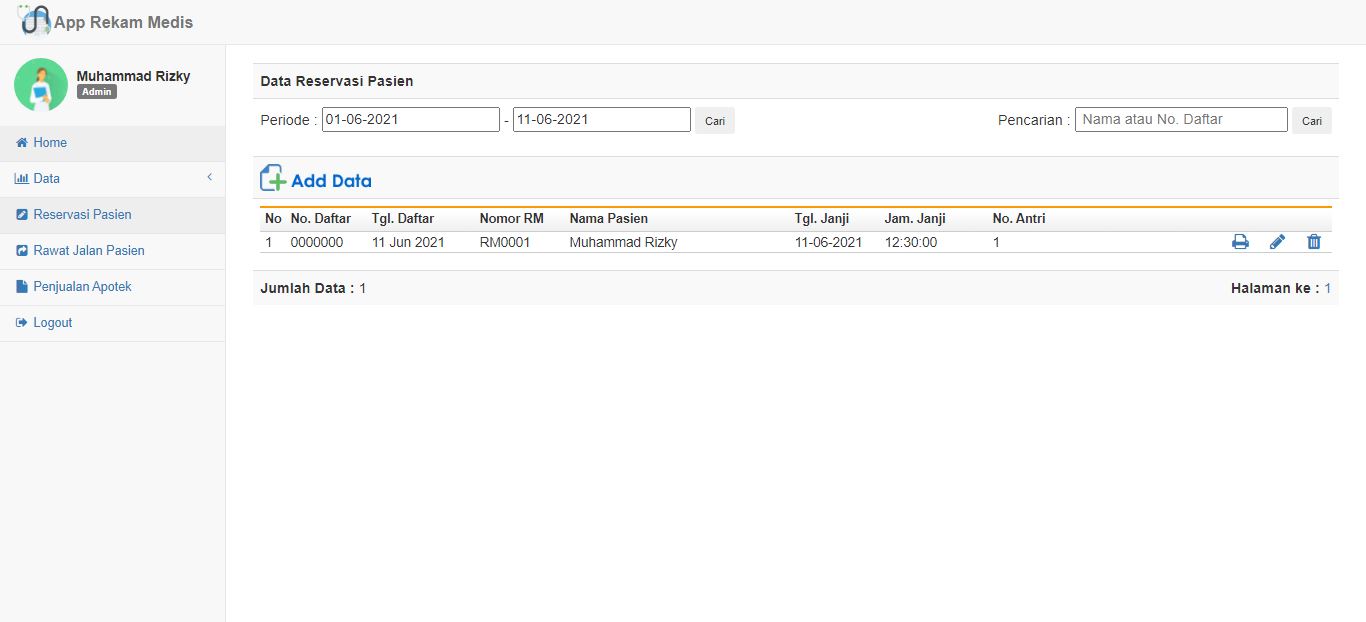 App Rekam Medis
Muhammad Rizky
Admin
Home
Data
Reservasi Pasien
Rawat Jalan Pasien
Penjualan Apotek
Logout
Data Reservasi Pasien
Periode : 01-06-2021 - 11-06-2021 Cari Pencarian : Nama atau No. Daftar Cari
Add Data
No No. Daftar Tgl. Daftar Nomor RM Nama Pasien Tgl. Janji Jam. Janji No. Antri
1 0000000 11 Jun 2021 RM0001 Muhammad Rizky 11-06-2021 12:30:00 1
Jumlah Data : 1 Halaman ke : 1